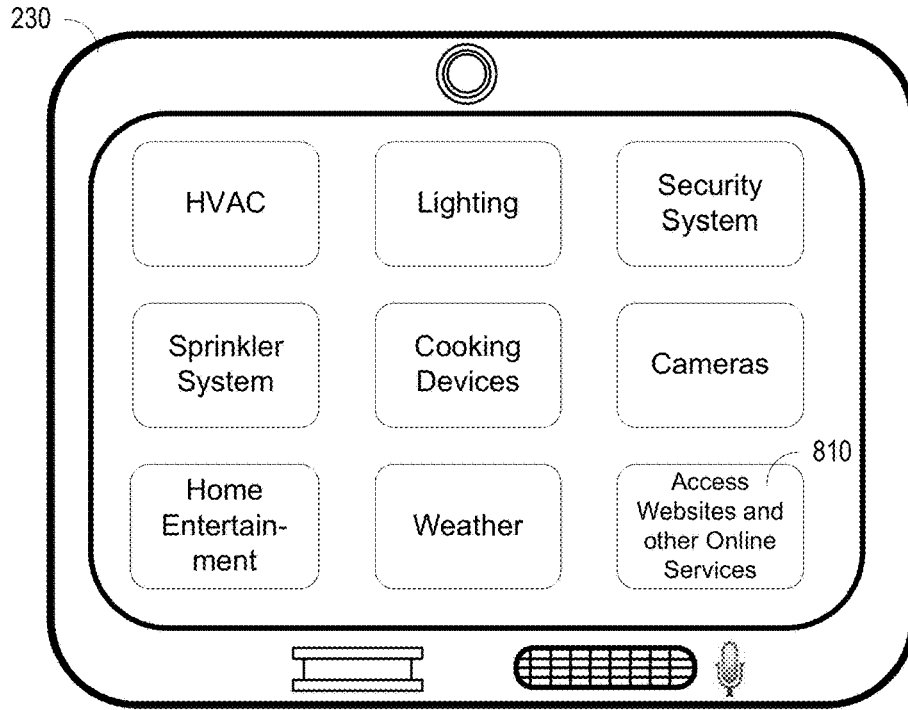 230
HVAC
Lighting
Security
System
Sprinkler
System
Cooking
Devices
Cameras
810
Home
Entertain-
ment
Weather
Access
Websites and
other Online
Services